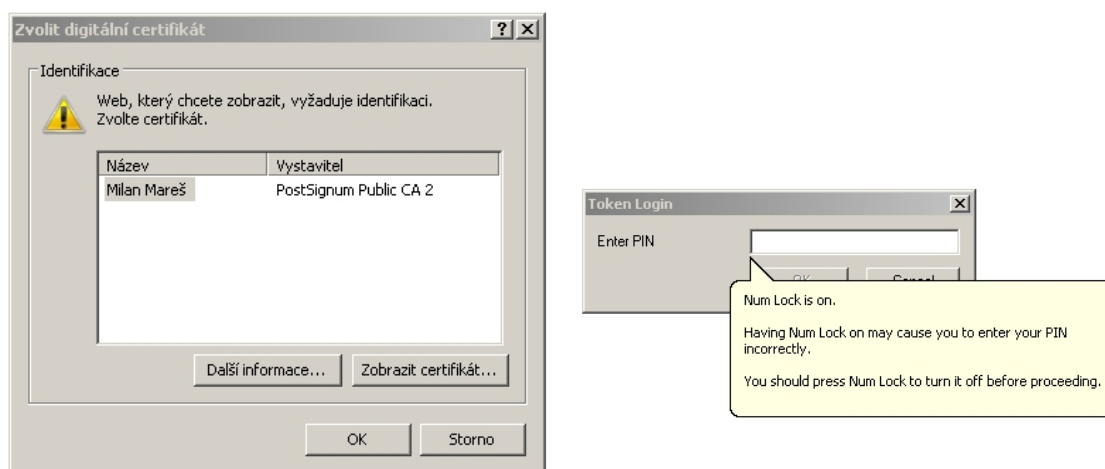 Zvolit digitální certifikát
Identifikace
Web, který chcete zobrazit, vyžaduje identifikaci.
Zvolte certifikát.
Název Vystavitel
Milan Mareš PostSignum Public CA 2
Další informace... Zobrazit certifikát...
OK Storno
Token Login
Enter PIN
OK Cancel
Num Lock is on.
Having Num Lock on may cause you to enter your PIN
incorrectly.
You should press Num Lock to turn it off before proceeding.